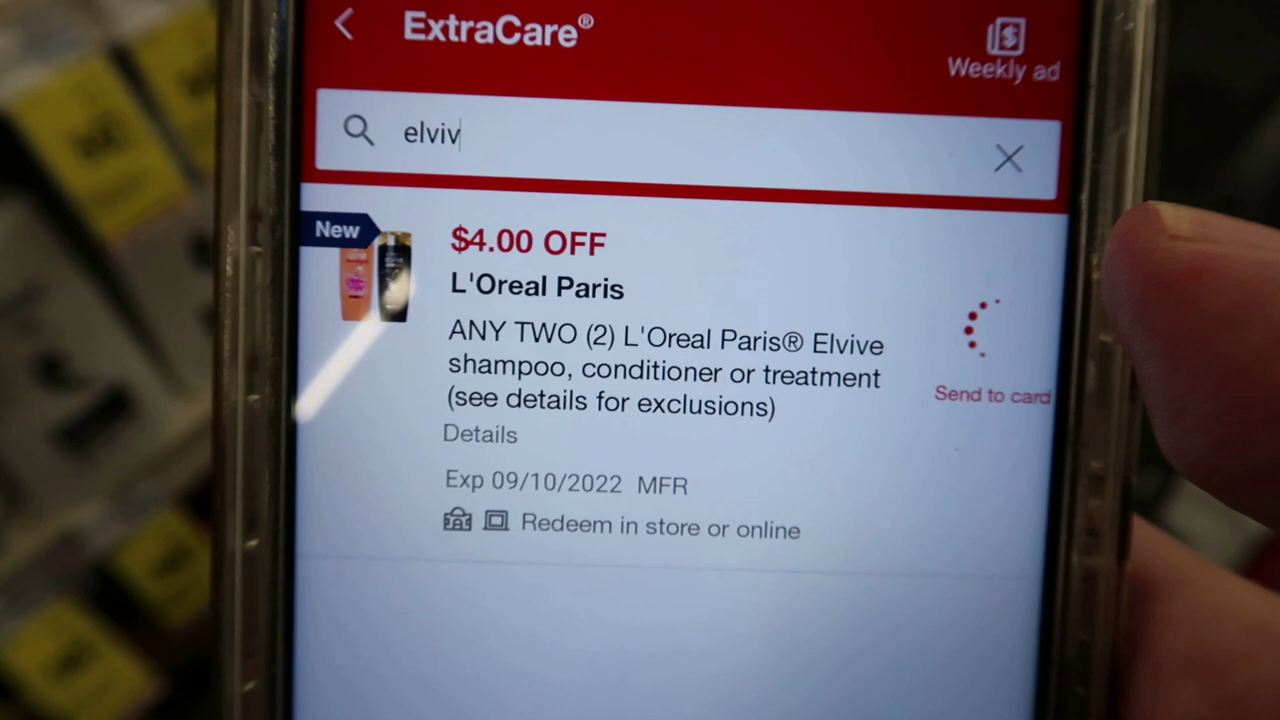 ExtraCare®
Weekly ad
elviv
New
$4.00 OFF
L'Oreal Paris
ANY TWO (2) L'Oreal Paris® Elvive
shampoo, conditioner or treatment
(see details for exclusions)
Send to card
Details
Exp 09/10/2022 MFR
Redeem in store or online